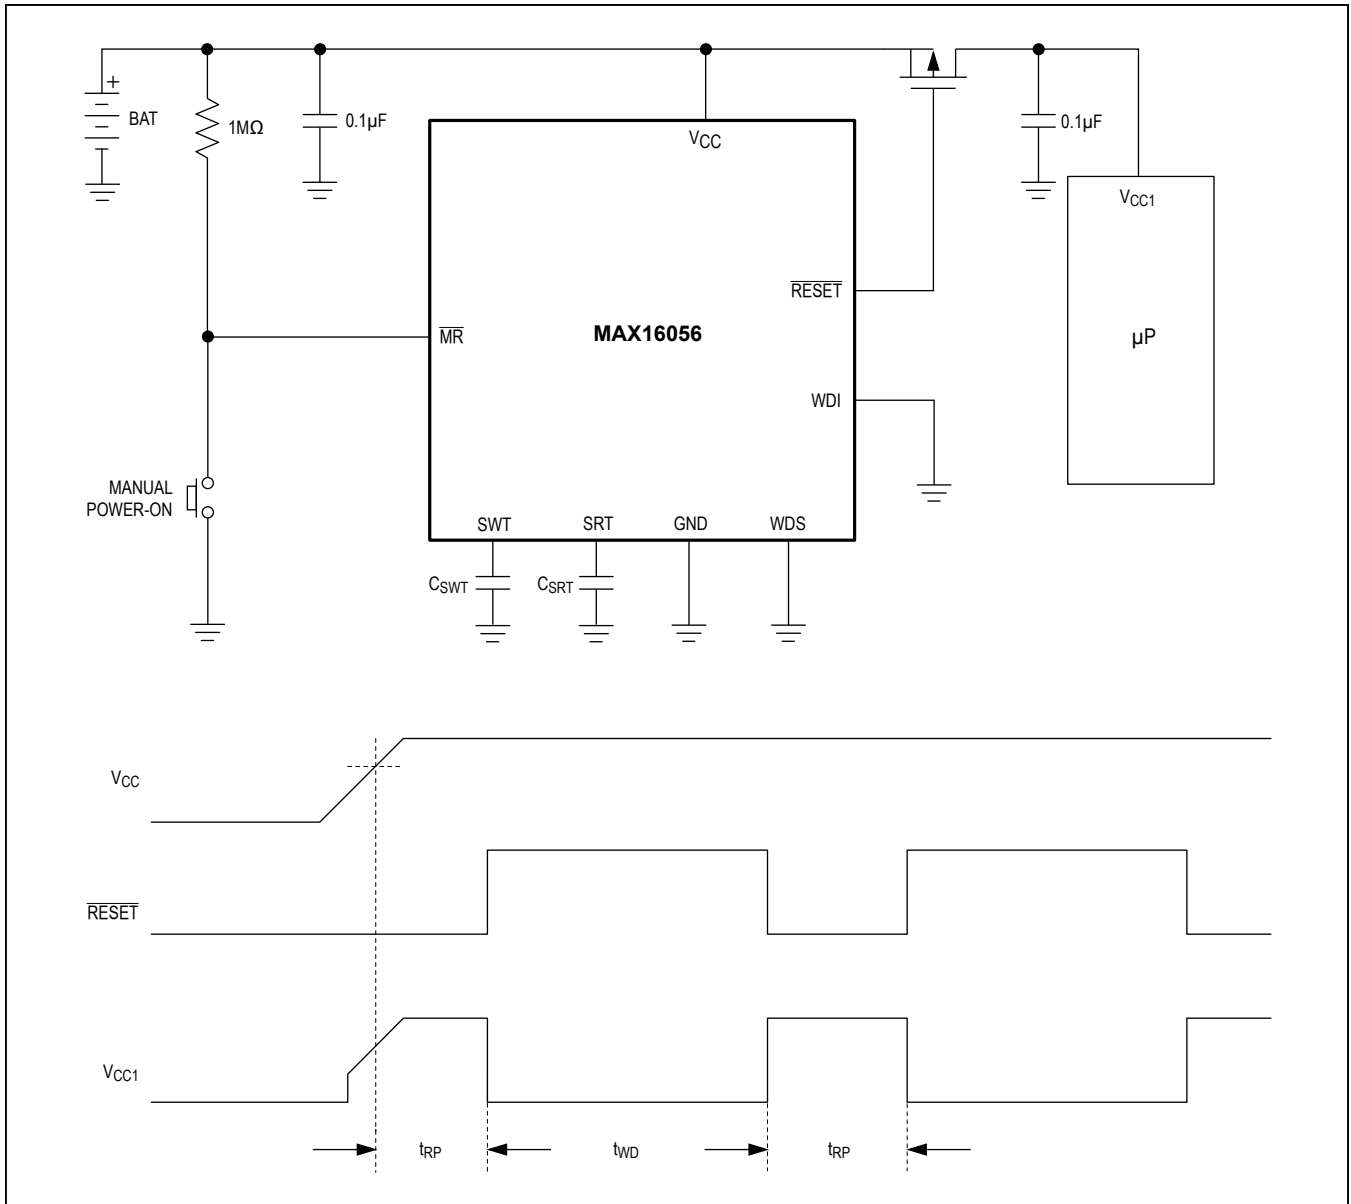 +
BAT
1MΩ
0.1µF
VCC
0.1µF
VCC1
RESET
MR
MAX16056
µP
WDI
MANUAL
POWER-ON
SWT
SRT
GND
WDS
CSWT
CSRT
VCC
RESET
VCC1
tRP
tWD
tRP